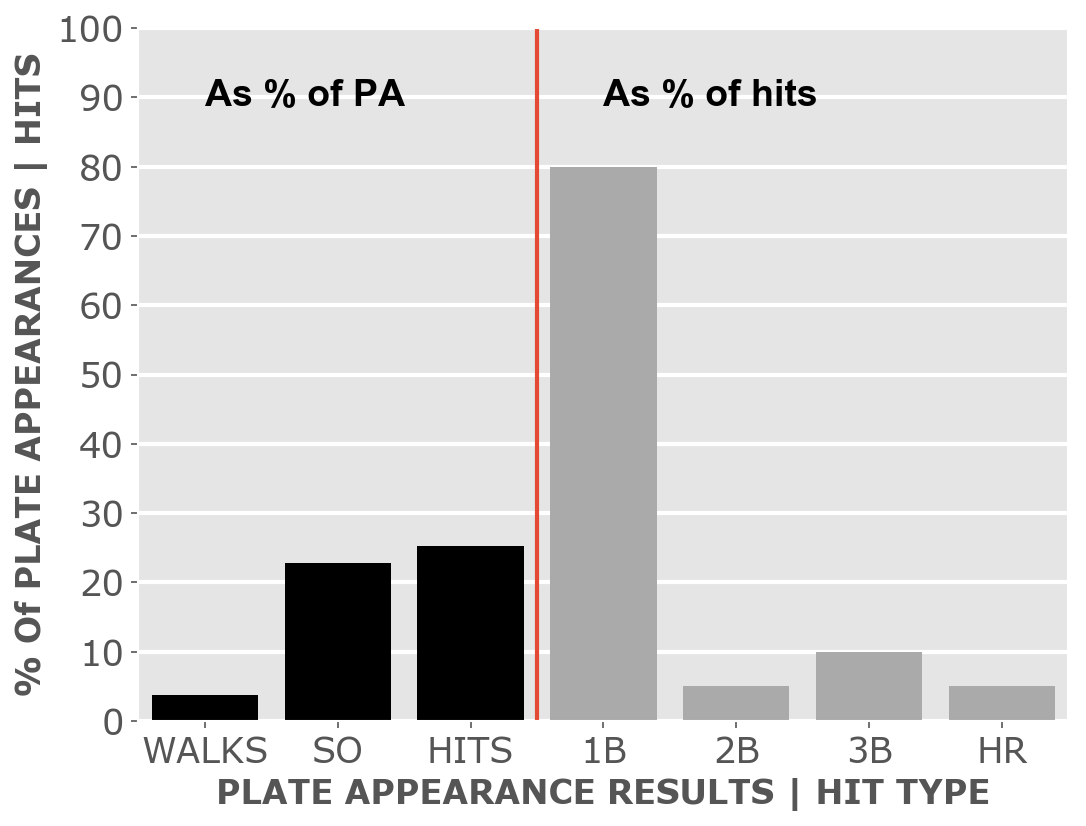 % Of PLATE APPEARANCES | HITS
100
90
80
70
60
50
40
30
20
10
0
As % of PA
As % of hits
WALKS SO HITS 1B 2B 3B HR
PLATE APPEARANCE RESULTS | HIT TYPE